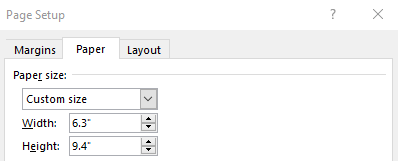 Page Setup ?
Margins Paper Layout
Paper size:
Custom size
Width: 6.3"
Height: 9.4"